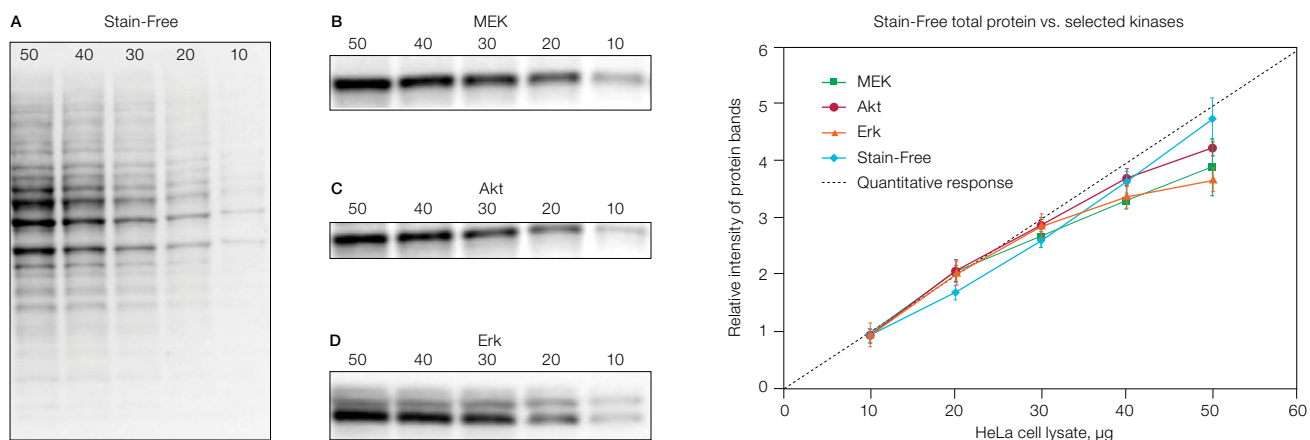 A Stain-Free
50 40 30 20 10
B MEK
50 40 30 20 10
C Akt
50 40 30 20 10
D Erk
50 40 30 20 10
Stain-Free total protein vs. selected kinases
Relative intensity of protein bands
6
5
4
3
2
1
0
MEK
Akt
Erk
Stain-Free
Quantitative response
0 10 20 30 40 50 60
HeLa cell lysate, µg